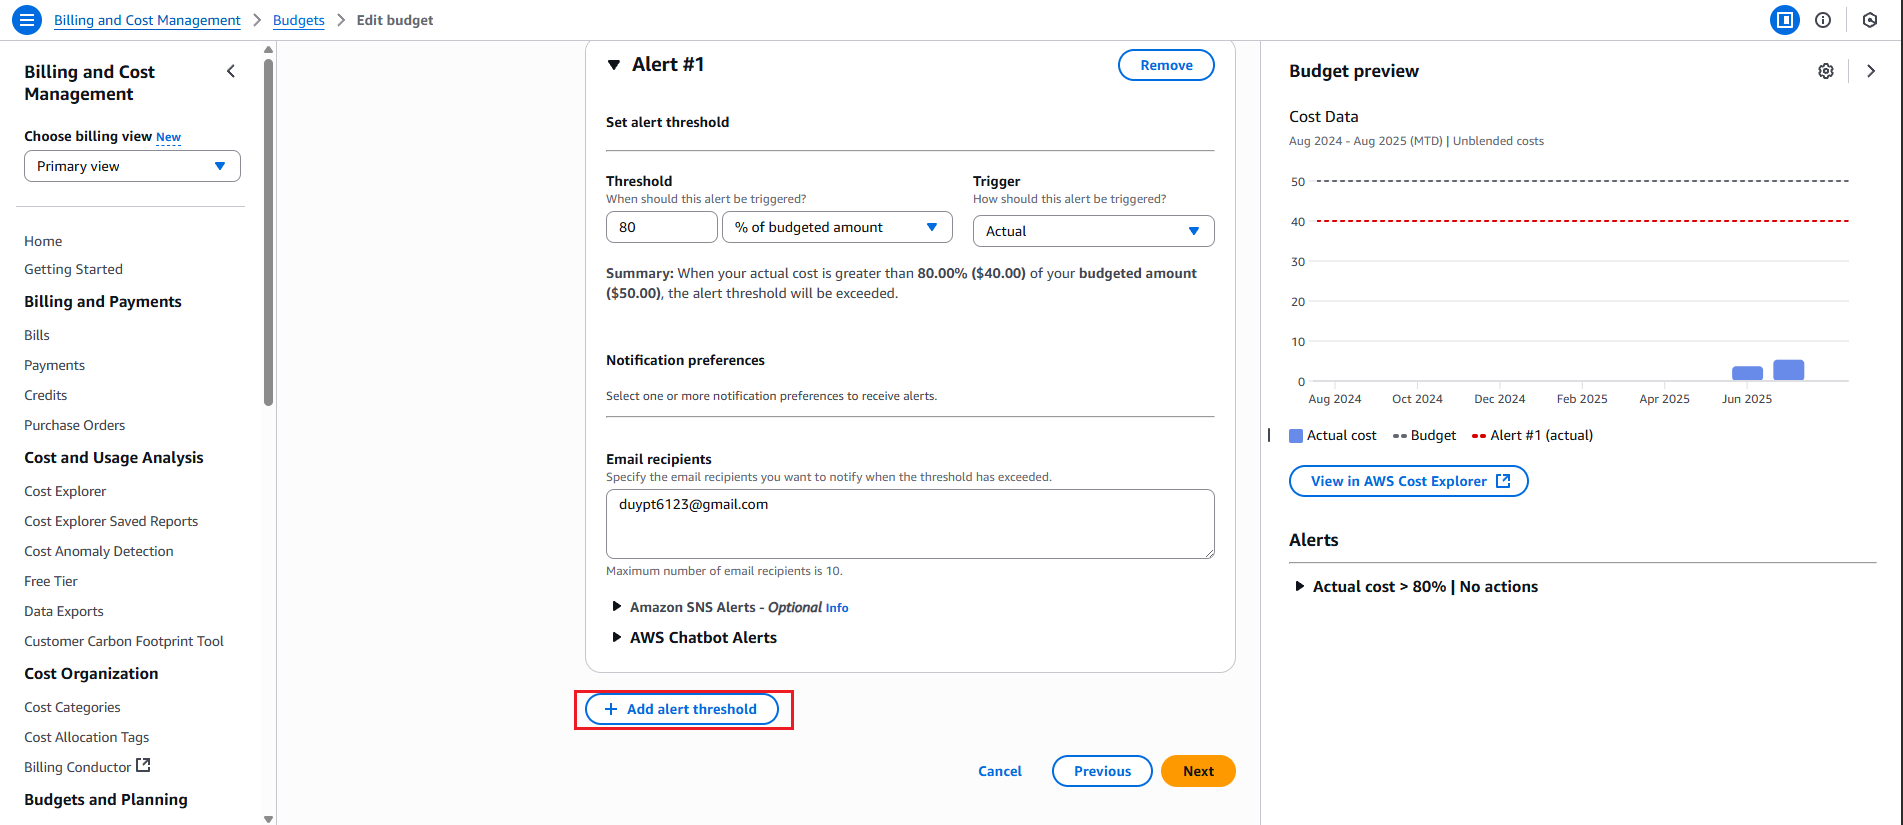 Billing and Cost Management > Budgets > Edit budget
Billing and Cost
Management
Choose billing view New
Primary view
Home
Getting Started
Billing and Payments
Bills
Payments
Credits
Purchase Orders
Cost and Usage Analysis
Cost Explorer
Cost Explorer Saved Reports
Cost Anomaly Detection
Free Tier
Data Exports
Customer Carbon Footprint Tool
Cost Organization
Cost Categories
Cost Allocation Tags
Billing Conductor
Budgets and Planning
Alert #1
Remove
Set alert threshold
Threshold
When should this alert be triggered?
80
% of budgeted amount
Trigger
How should this alert be triggered?
Actual
Summary: When your actual cost is greater than 80.00% ($40.00) of your budgeted amount
($50.00), the alert threshold will be exceeded.
Notification preferences
Select one or more notification preferences to receive alerts.
Email recipients
Specify the email recipients you want to notify when the threshold has exceeded.
duypt6123@gmail.com
Maximum number of email recipients is 10.
Amazon SNS Alerts - Optional Info
AWS Chatbot Alerts
+ Add alert threshold
Cancel
Previous
Next
Budget preview
Cost Data
Aug 2024 - Aug 2025 (MTD) | Unblended costs
50
40
30
20
10
0
Aug 2024
Oct 2024
Dec 2024
Feb 2025
Apr 2025
Jun 2025
Actual cost
Budget
Alert #1 (actual)
View in AWS Cost Explorer
Alerts
Actual cost > 80% | No actions